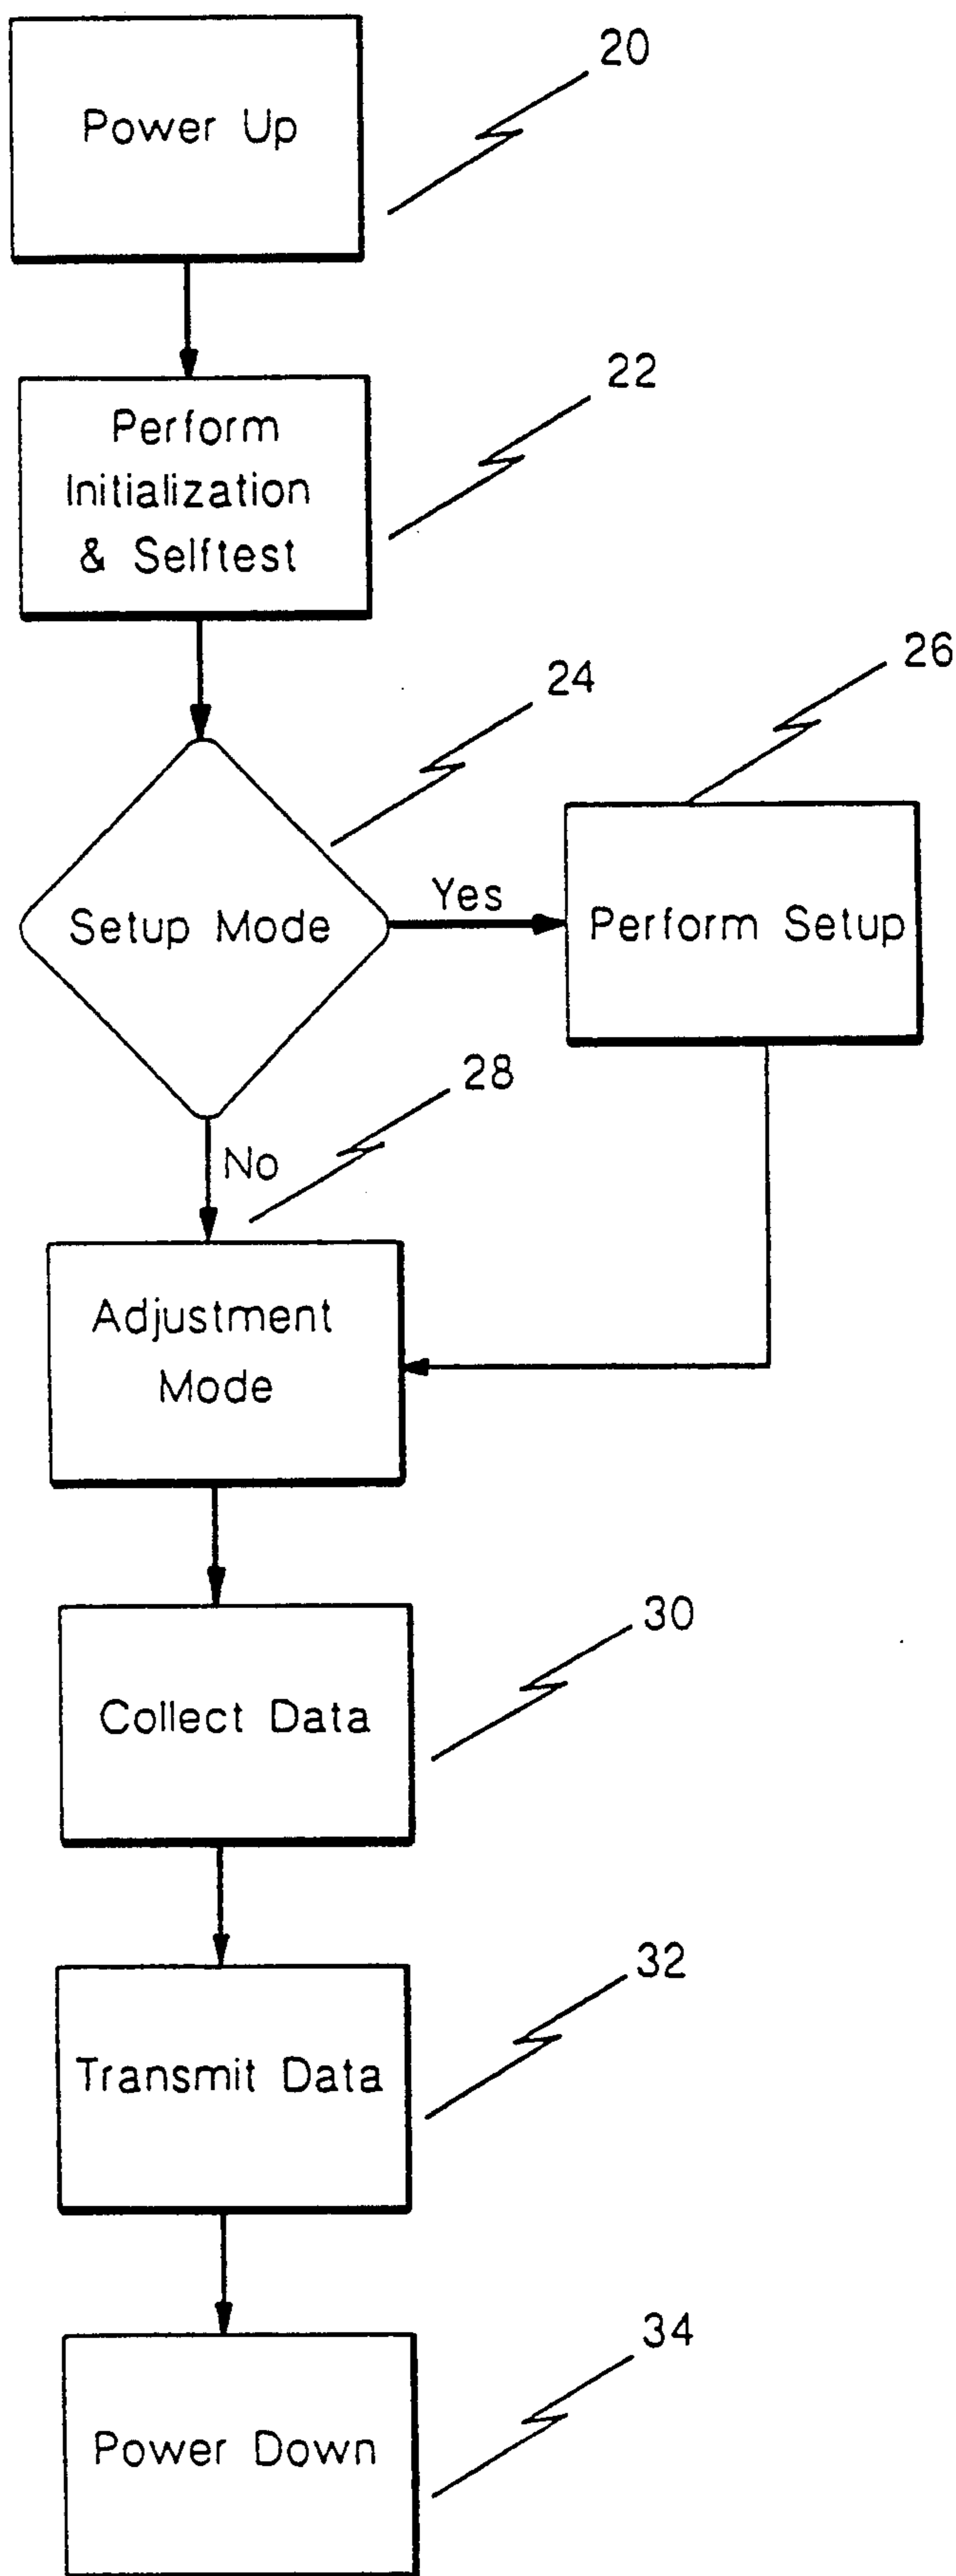 20
Power Up
22
Perform
Initialization
& Selftest
24
26
Setup Mode
Yes
Perform Setup
28
No
Adjustment
Mode
30
Collect Data
32
Transmit Data
34
Power Down